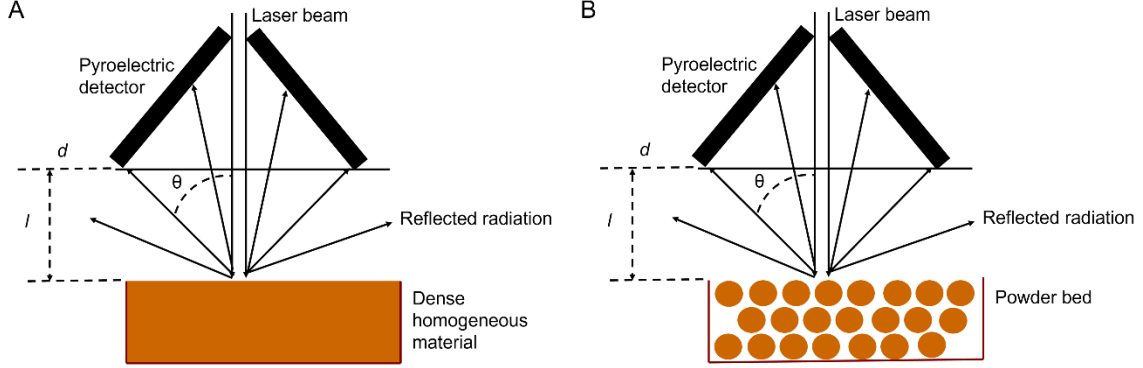 A
Laser beam
Pyroelectric
detector
d
θ
l
Reflected radiation
Dense
homogeneous
material
B
Laser beam
Pyroelectric
detector
d
θ
l
Reflected radiation
Powder bed